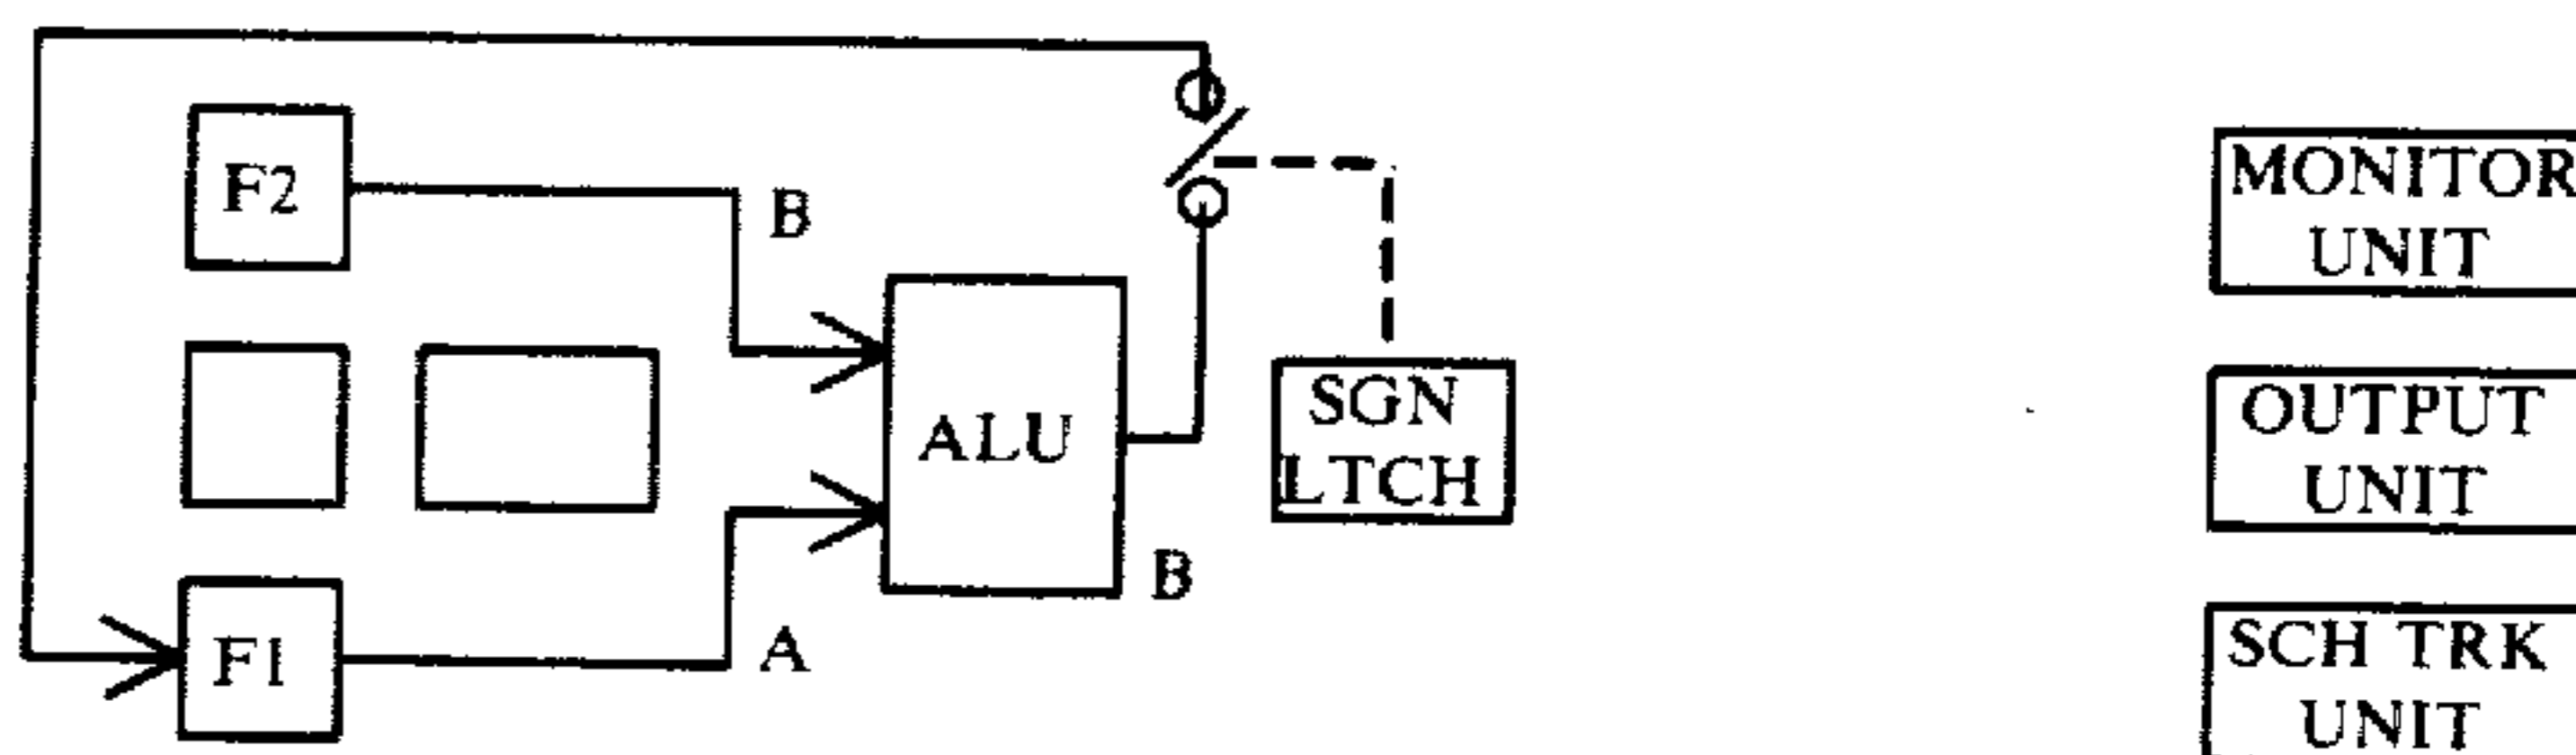 F2
B
ALU
SGN
LTCH
B
F1
A
MONITOR
UNIT
OUTPUT
UNIT
SCH TRK
UNIT